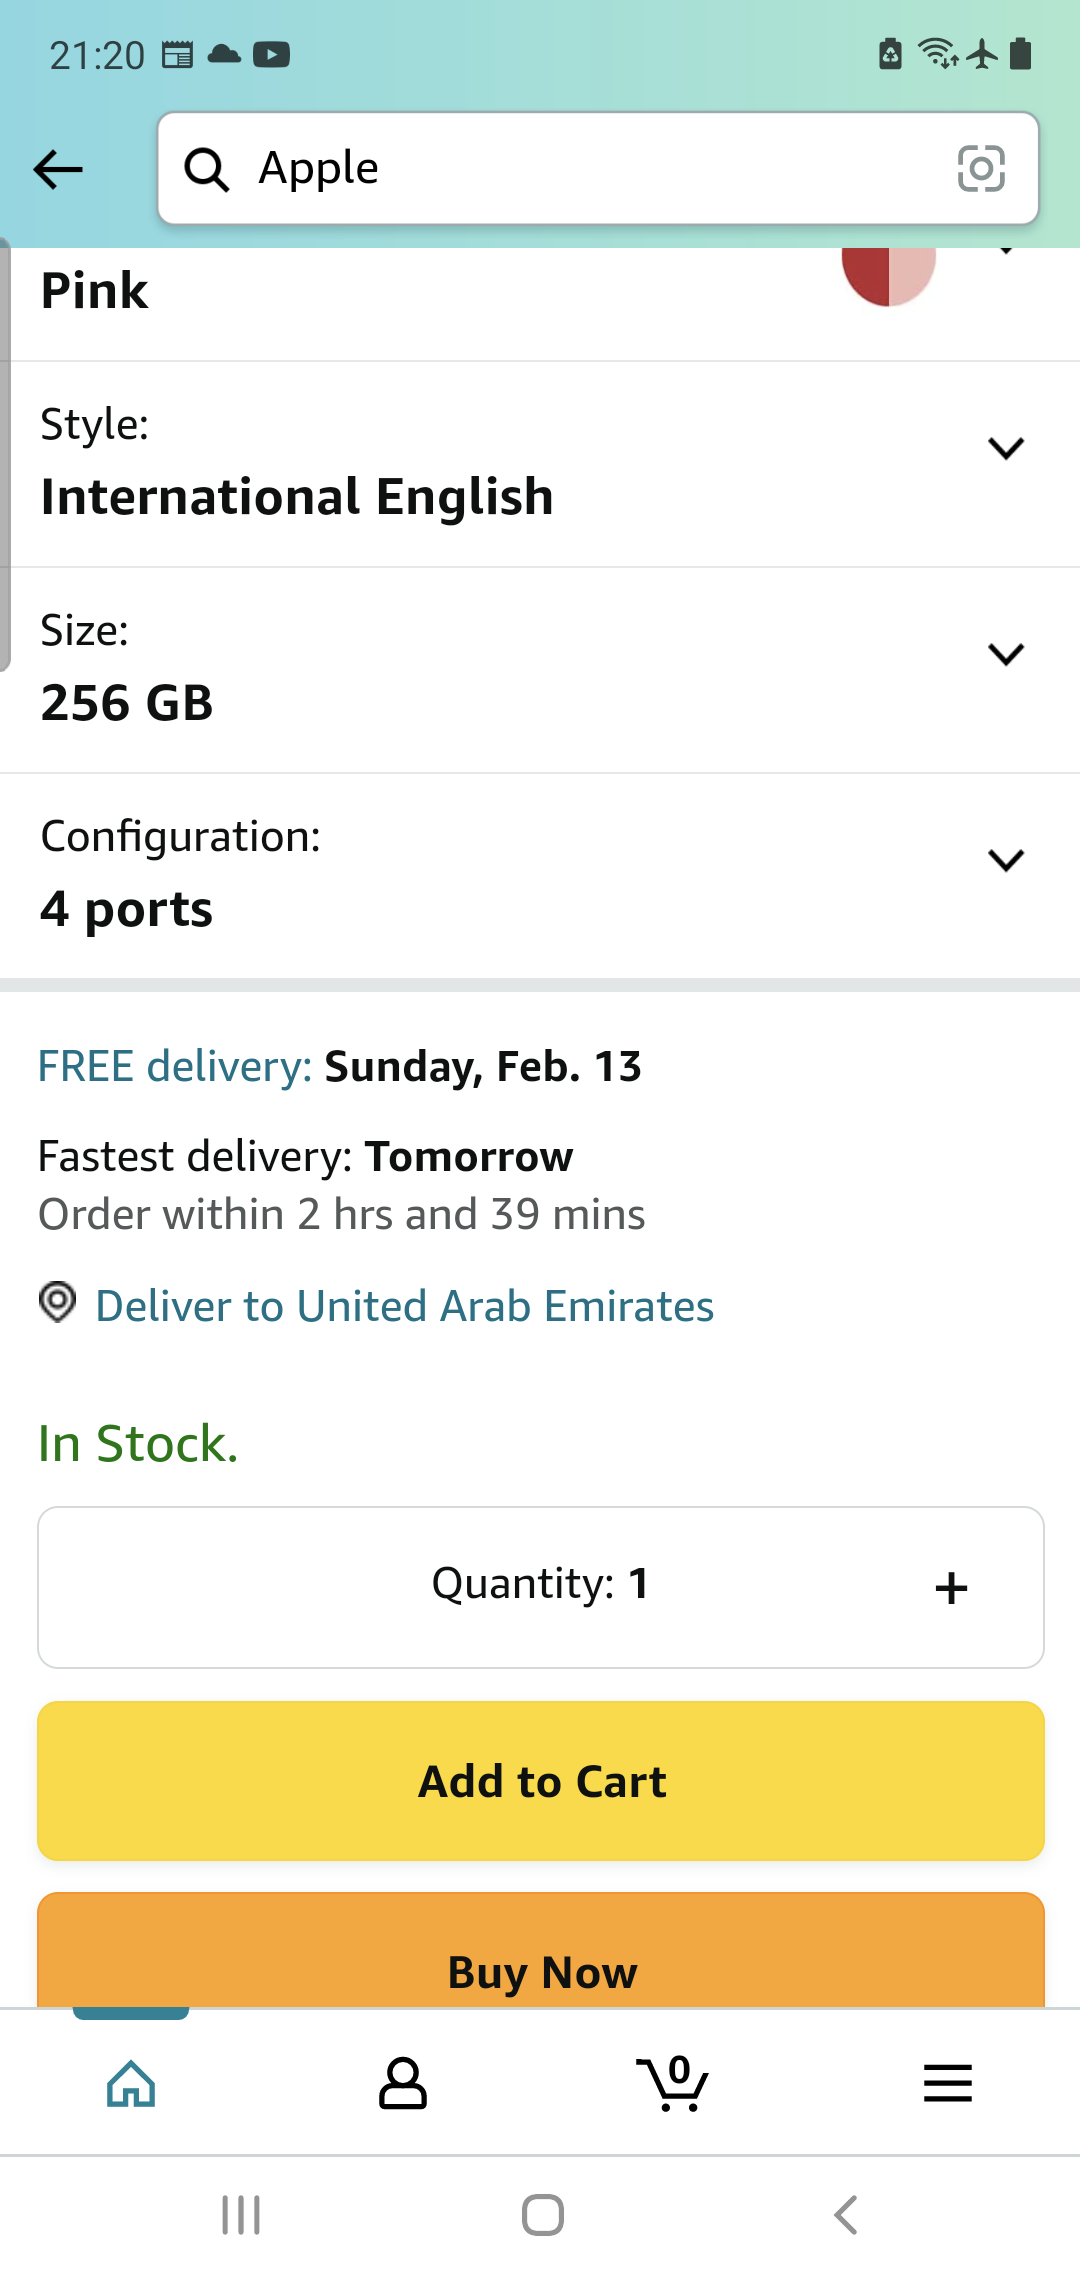 21:20
Apple
Pink
Style:
International English
Size:
256 GB
Configuration:
4 ports
FREE delivery: Sunday, Feb. 13
Fastest delivery: Tomorrow
Order within 2 hrs and 39 mins
Deliver to United Arab Emirates
In Stock.
Quantity: 1 +
Add to Cart
Buy Now
0